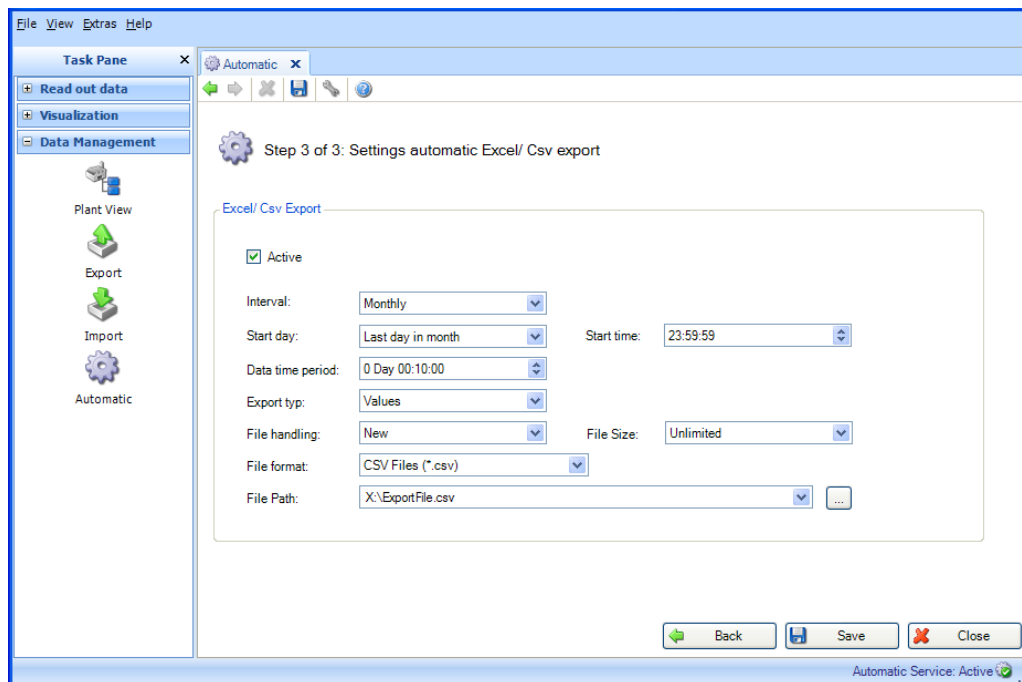 File View Extras Help
Task Pane
Read out data
Visualization
Data Management
Plant View
Export
Import
Automatic
Automatic
Step 3 of 3: Settings automatic Excel/ Csv export
Excel/ Csv Export
Active
Interval: Monthly
Start day: Last day in month Start time: 23:59:59
Data time period: 0 Day 00:10:00
Export typ: Values
File handling: New File Size: Unlimited
File format: CSV Files (*.csv)
File Path: X:\ExportFile.csv ...
Back Save Close
Automatic Service: Active